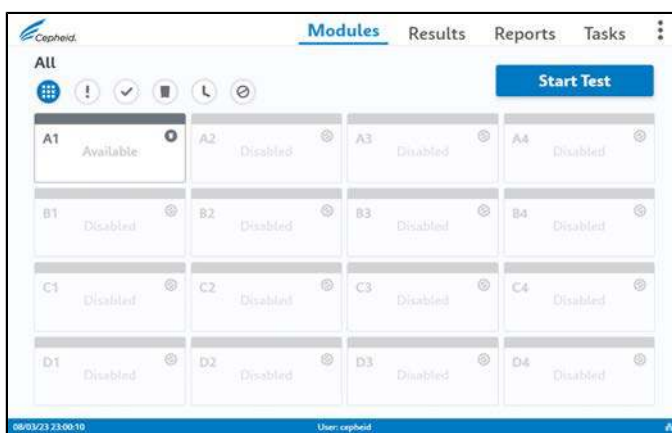 Cepheid.
Modules Results Reports Tasks
All
Start Test
A1 Available
A2 Disabled
A3 Disabled
A4 Disabled
B1 Disabled
B2 Disabled
B3 Disabled
B4 Disabled
C1 Disabled
C2 Disabled
C3 Disabled
C4 Disabled
D1 Disabled
D2 Disabled
D3 Disabled
D4 Disabled
08/03/23 23:00:10 User: cepheid